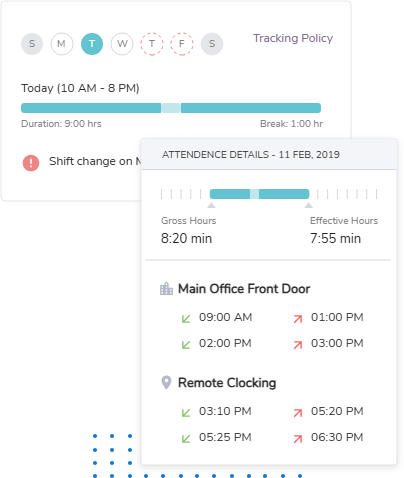 S M T W T F S
Tracking Policy
Today (10 AM - 8 PM)
Duration: 9:00 hrs Break: 1:00 hr
Shift change on M
ATTENDENCE DETAILS - 11 FEB, 2019
Gross Hours Effective Hours
8:20 min 7:55 min
Main Office Front Door
09:00 AM 01:00 PM
02:00 PM 03:00 PM
Remote Clocking
03:10 PM 05:20 PM
05:25 PM 06:30 PM